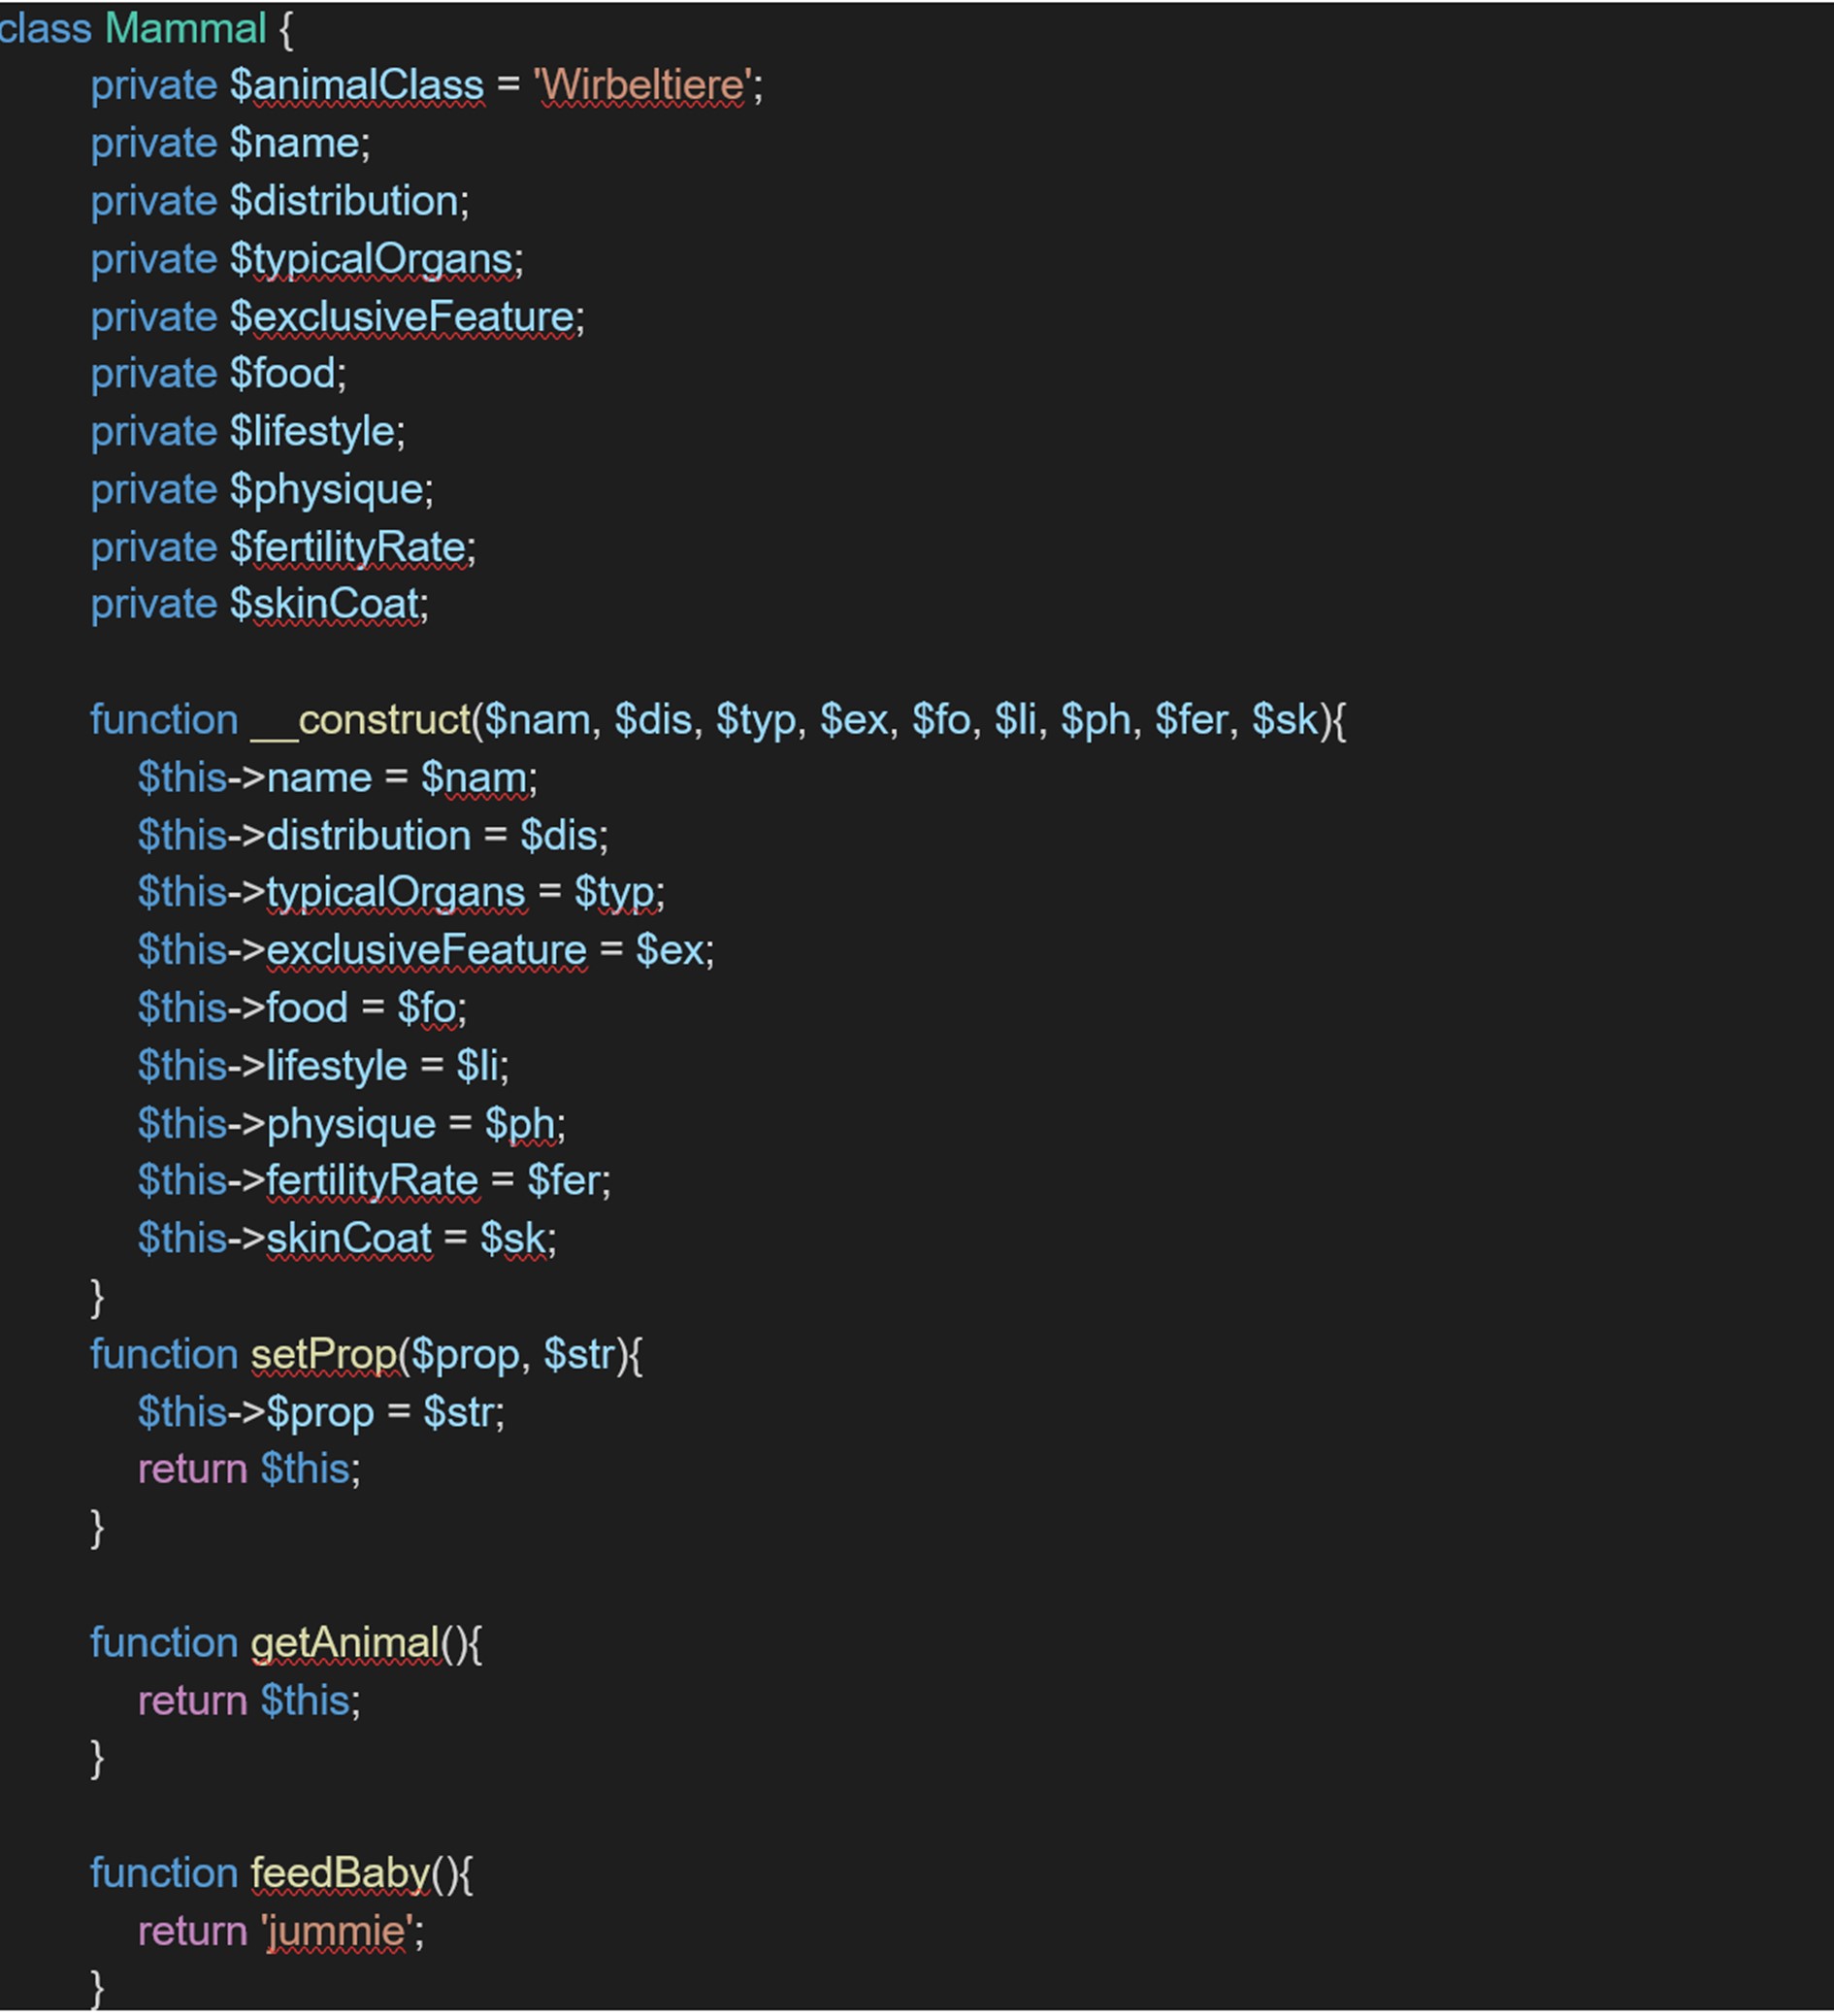 class Mammal {
private $animalClass = 'Wirbeltiere';
private $name;
private $distribution;
private $typicalOrgans;
private $exclusiveFeature;
private $food;
private $lifestyle;
private $physique;
private $fertilityRate;
private $skinCoat;
function __construct($nam, $dis, $typ, $ex, $fo, $li, $ph, $fer, $sk){
$this->name = $nam;
$this->distribution = $dis;
$this->typicalOrgans = $typ;
$this->exclusiveFeature = $ex;
$this->food = $fo;
$this->lifestyle = $li;
$this->physique = $ph;
$this->fertilityRate = $fer;
$this->skinCoat = $sk;
}
function setProp($prop, $str){
$this->$prop = $str;
return $this;
}
function getAnimal(){
return $this;
}
function feedBaby(){
return 'jummie';
}